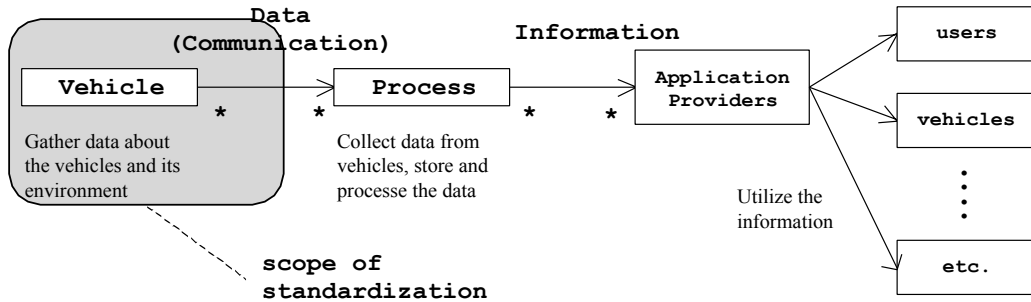 Data
(Communication)
Information
users
Vehicle
Process
Application
Providers
* * * *
vehicles
Gather data about
the vehicles and its
environment
Collect data from
vehicles, store and
processe the data
Utilize the
information
etc.
scope of
standardization